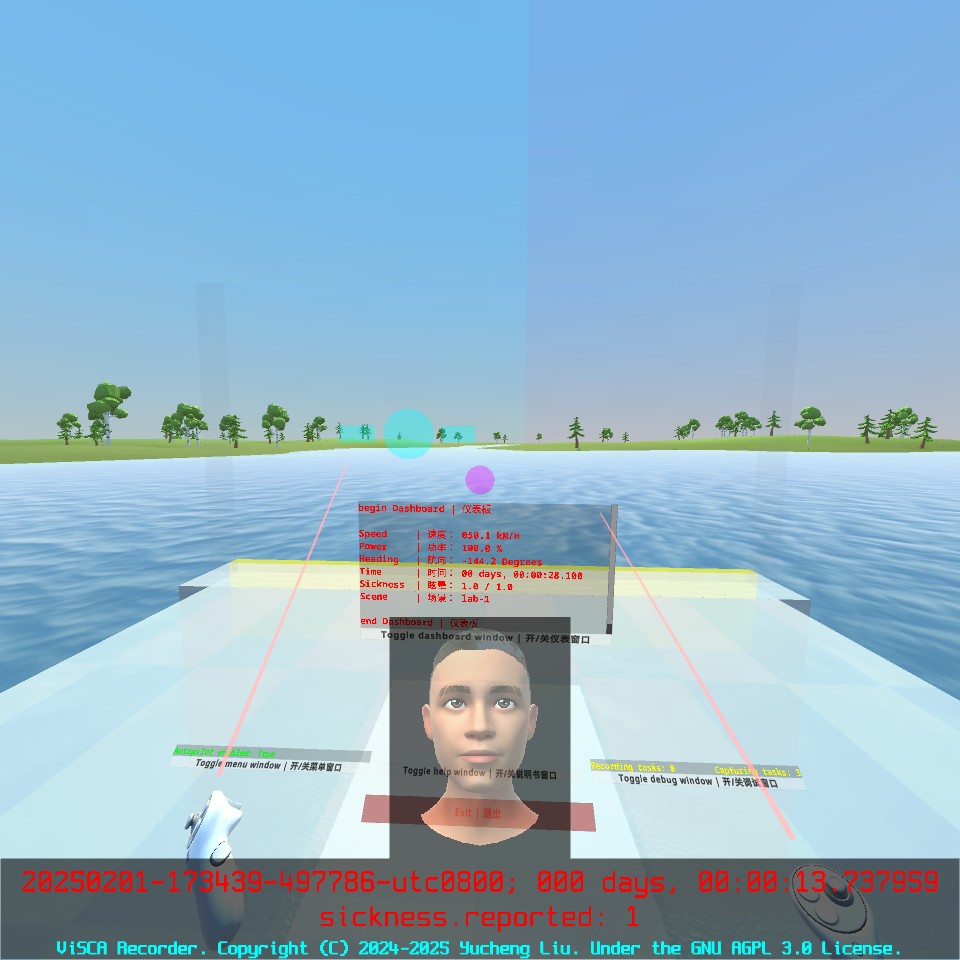 begin Dashboard | 仪表板
Speed | 速度： 050.1 kN/H
Power | 功率： 100.0 %
Heading | 航向： -144.2 Degrees
Time | 时间： 00 days, 00:00:28.100
Sickness | 眩晕： 1.0 / 1.0
Scene | 场景： lab-1
end Dashboard | 仪表板
Toggle dashboard window | 开/关仪表窗口
Autopilot enabled: True
Toggle menu window | 开/关菜单窗口
Toggle help window | 开/关说明书窗口
Recording tasks: 0 Capturing tasks: 3
Toggle debug window | 开/关调试窗口
Exit | 退出
20250201-173439-497786-utc0800; 000 days, 00:00:13.737959
sickness.reported: 1
ViSCA Recorder. Copyright (C) 2024-2025 Yucheng Liu. Under the GNU AGPL 3.0 License.